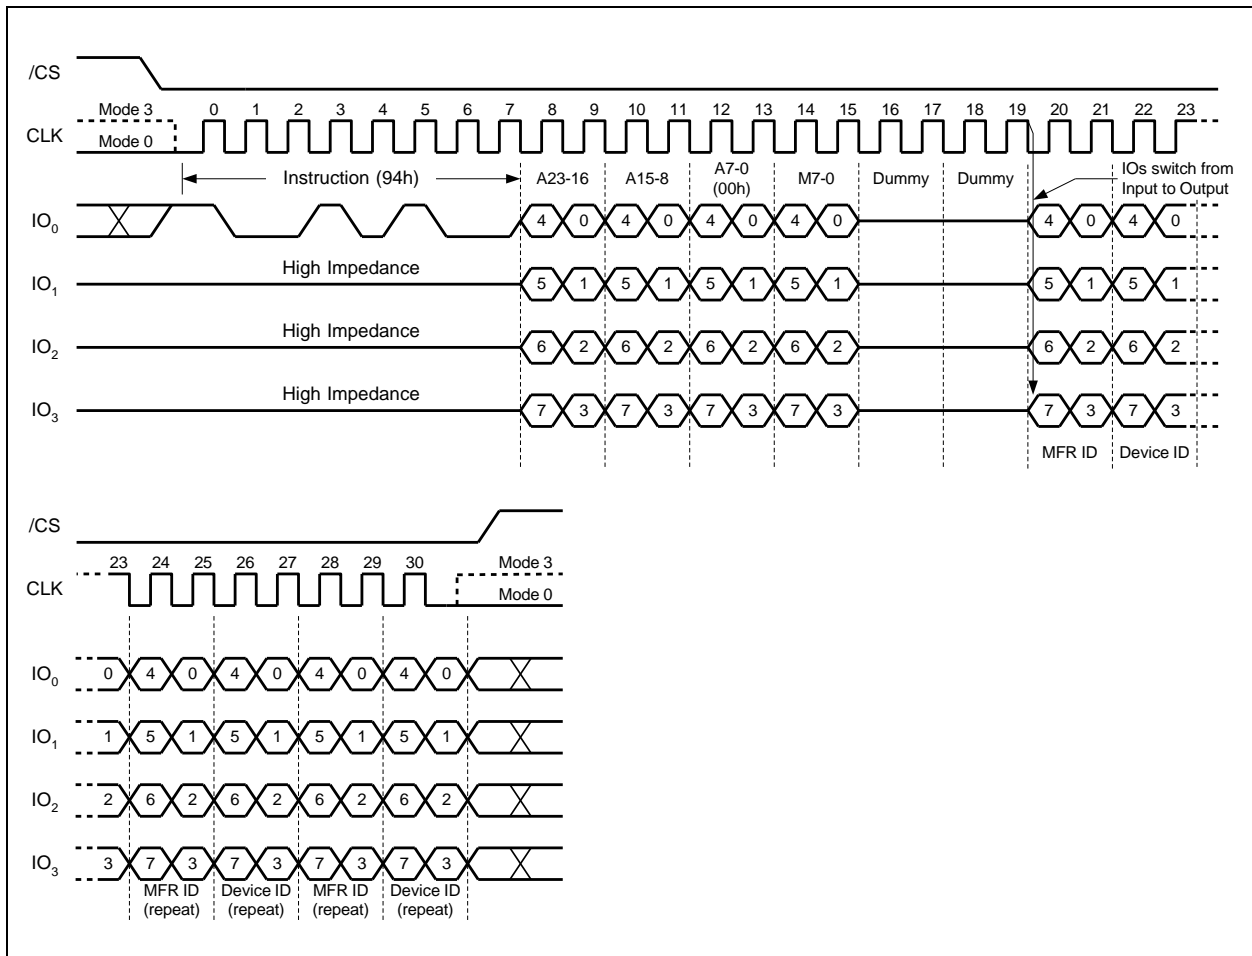 /CS
Mode 3 0 1 2 3 4 5 6 7 8 9 10 11 12 13 14 15 16 17 18 19 20 21 22 23
CLK Mode 0
Instruction (94h) A23-16 A15-8 A7-0 (00h) M7-0 Dummy Dummy IOs switch from Input to Output
IO0 4 0 4 0 4 0 4 0 4 0 4 0
High Impedance
IO1 5 1 5 1 5 1 5 1 5 1 5 1
High Impedance
IO2 6 2 6 2 6 2 6 2 6 2 6 2
High Impedance
IO3 7 3 7 3 7 3 7 3 7 3 7 3
MFR ID Device ID
/CS
23 24 25 26 27 28 29 30 Mode 3
CLK Mode 0
IO0 0 4 0 4 0 4 0 4 0
IO1 1 5 1 5 1 5 1 5 1
IO2 2 6 2 6 2 6 2 6 2
IO3 3 7 3 7 3 7 3 7 3
MFR ID Device ID MFR ID Device ID
(repeat) (repeat) (repeat) (repeat)